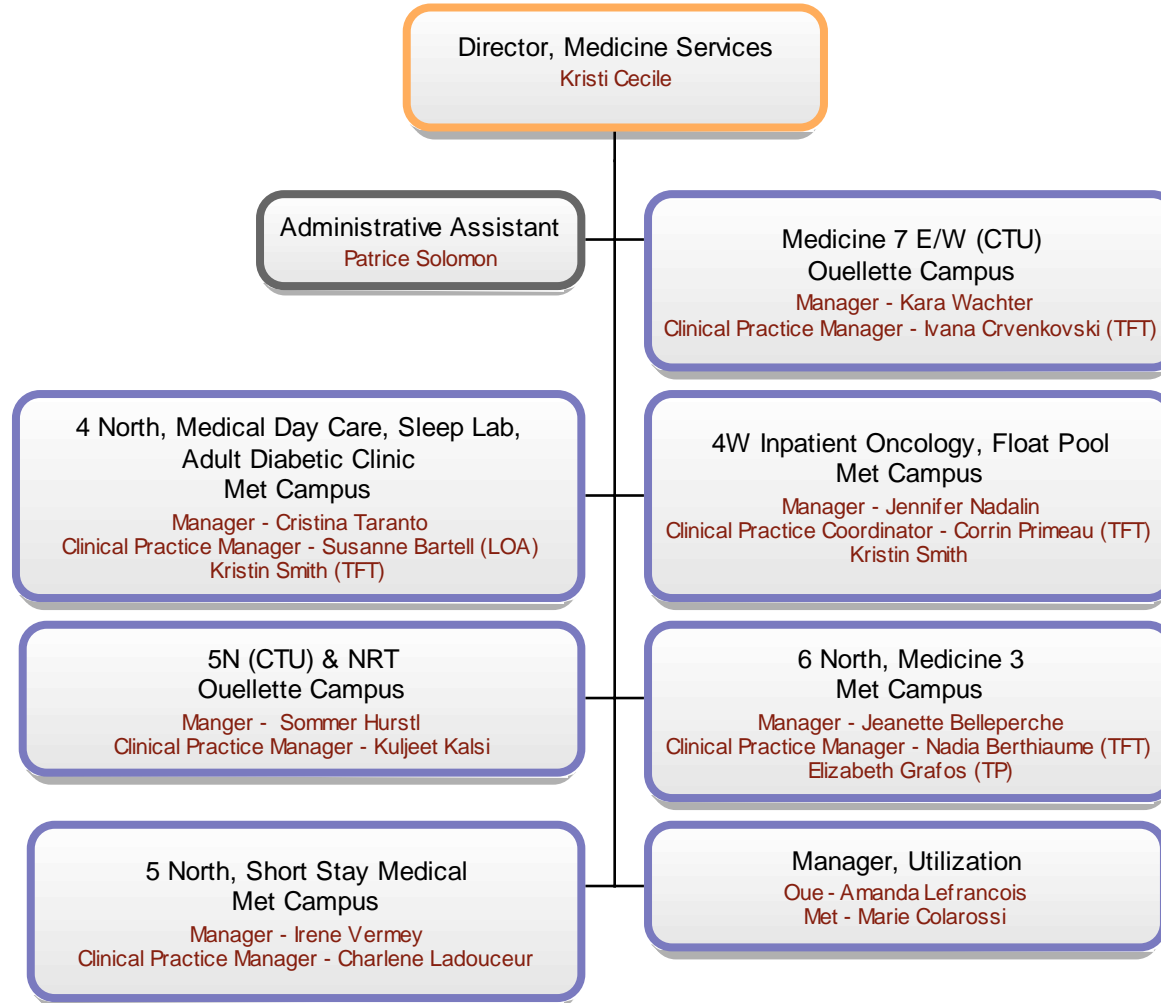 Director, Medicine Services
Kristi Cecile
Administrative Assistant
Patrice Solomon
Medicine 7 E/W (CTU)
Ouellette Campus
Manager - Kara Wachter
Clinical Practice Manager - Ivana Crvenkovski (TFT)
4 North, Medical Day Care, Sleep Lab,
Adult Diabetic Clinic
Met Campus
Manager - Cristina Taranto
Clinical Practice Manager - Susanne Bartell (LOA)
Kristin Smith (TFT)
4W Inpatient Oncology, Float Pool
Met Campus
Manager - Jennifer Nadalin
Clinical Practice Coordinator - Corrin Primeau (TFT)
Kristin Smith
5N (CTU) & NRT
Ouellette Campus
Manger - Sommer Hurstl
Clinical Practice Manager - Kuljeet Kalsi
6 North, Medicine 3
Met Campus
Manager - Jeanette Belleperche
Clinical Practice Manager - Nadia Berthiaume (TFT)
Elizabeth Grafos (TP)
5 North, Short Stay Medical
Met Campus
Manager - Irene Vermey
Clinical Practice Manager - Charlene Ladouceur
Manager, Utilization
Oue - Amanda Lefrancois
Met - Marie Colarossi